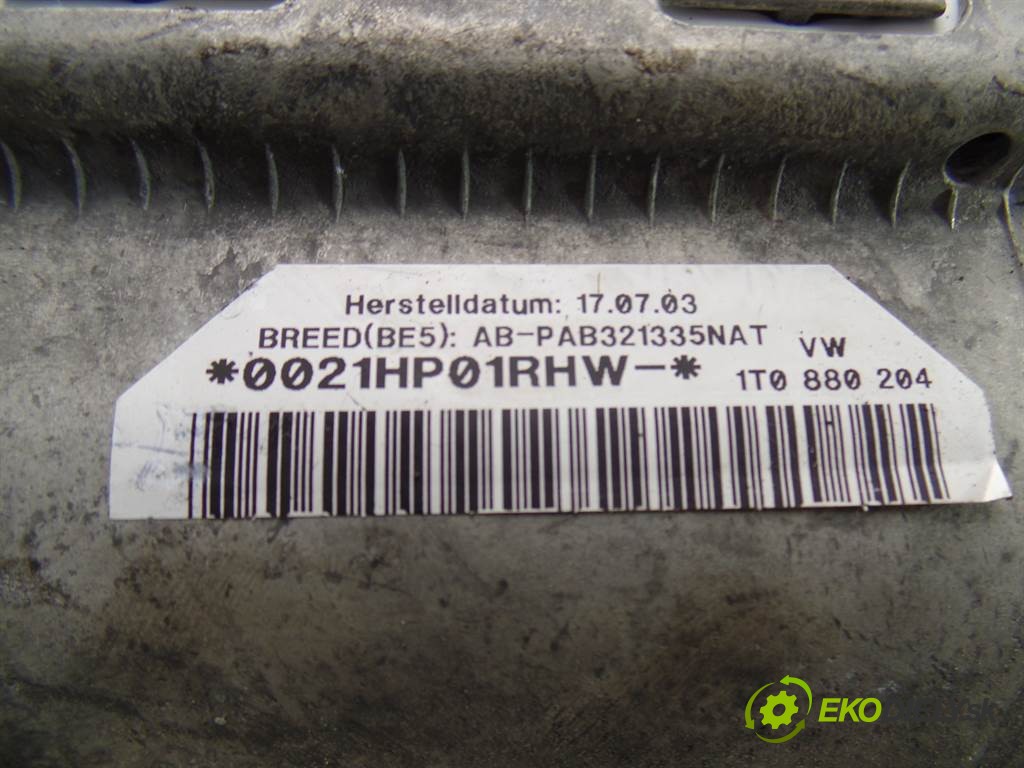 Herstelldatum: 17.07.03
BREED(BE5): AB-PAB321335NAT
VW
*0021HP01RHW-*
1T0 880 204
EKO